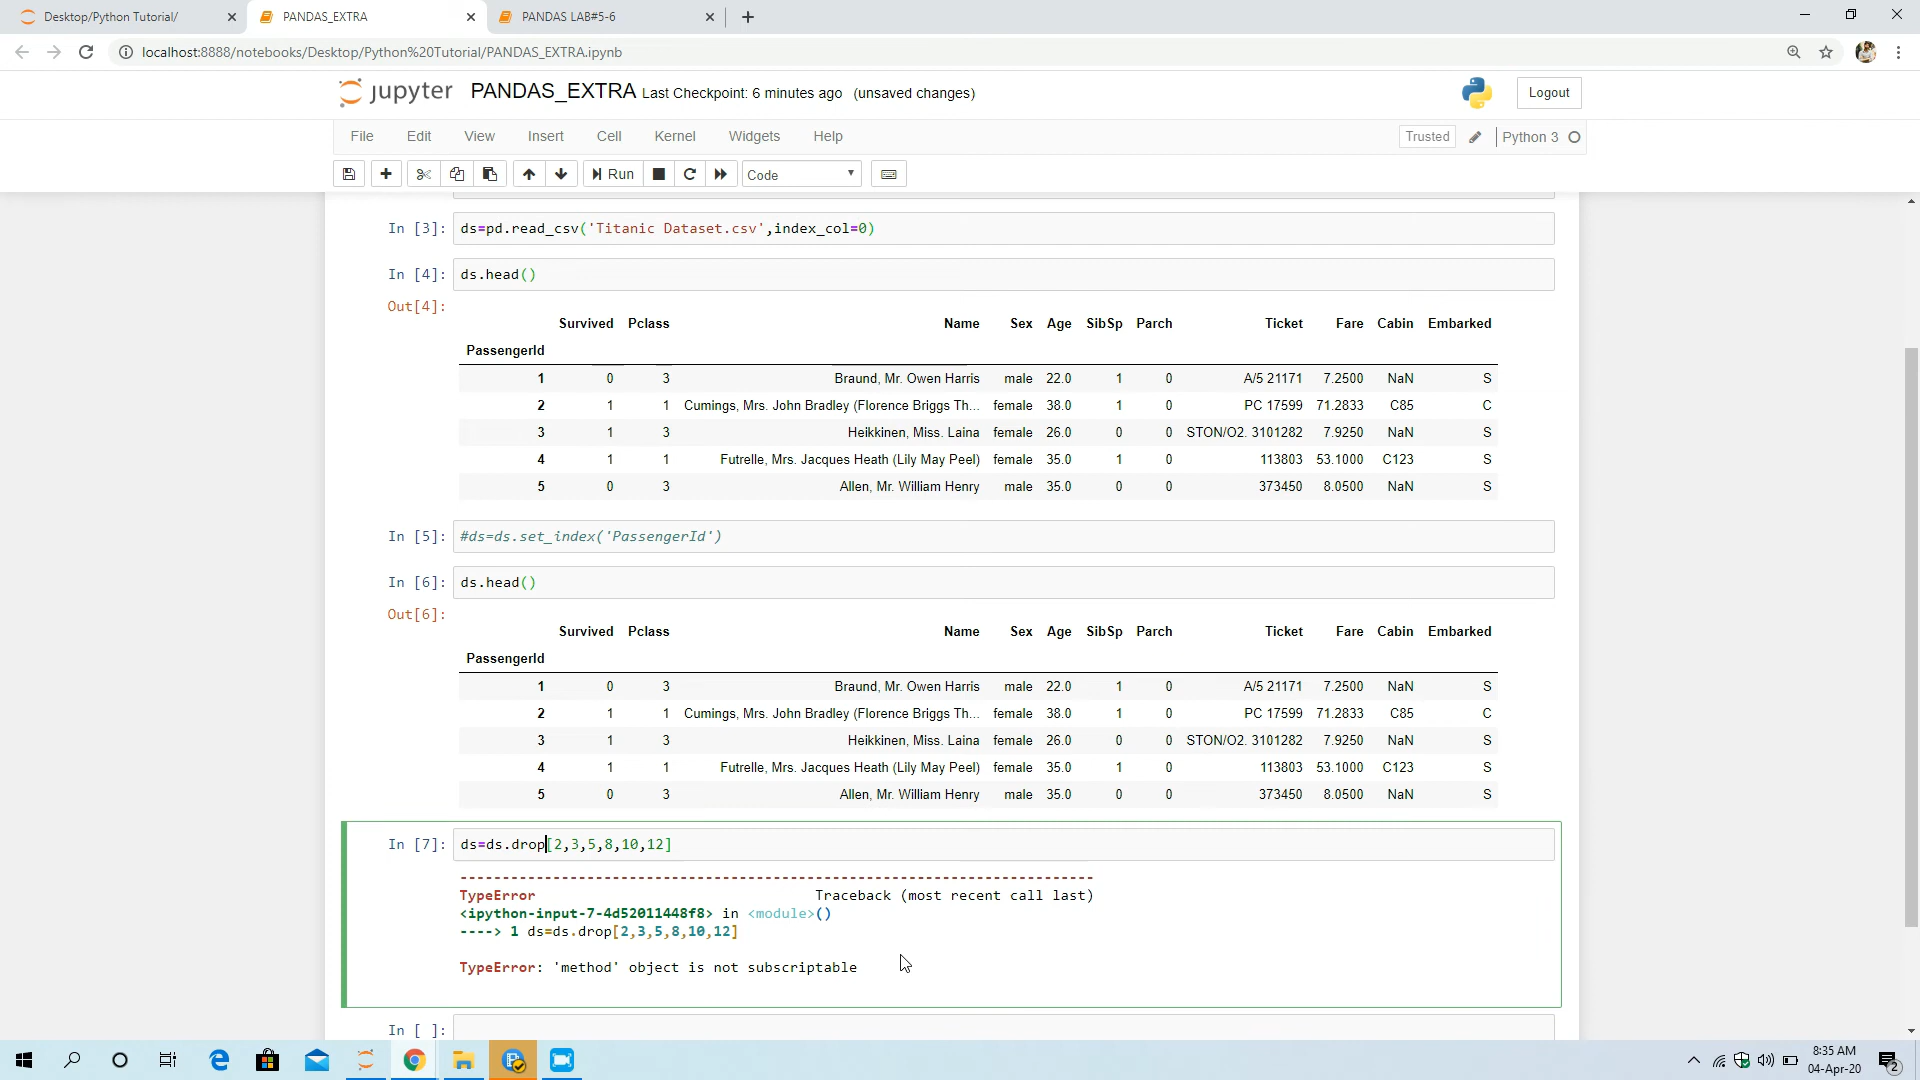 Desktop/Python Tutorial/
PANDAS_EXTRA
PANDAS LAB#5-6
localhost:8888/notebooks/Desktop/Python%20Tutorial/PANDAS_EXTRA.ipynb
jupyter PANDAS_EXTRA Last Checkpoint: 6 minutes ago (unsaved changes)
Logout
File Edit View Insert Cell Kernel Widgets Help
Trusted Python 3
Run Code
In [3]: ds=pd.read_csv('Titanic Dataset.csv',index_col=0)
In [4]: ds.head()
Out[4]:
Survived Pclass Name Sex Age SibSp Parch Ticket Fare Cabin Embarked
PassengerId
1 0 3 Braund, Mr. Owen Harris male 22.0 1 0 A/5 21171 7.2500 NaN S
2 1 1 Cumings, Mrs. John Bradley (Florence Briggs Th... female 38.0 1 0 PC 17599 71.2833 C85 C
3 1 3 Heikkinen, Miss. Laina female 26.0 0 0 STON/O2. 3101282 7.9250 NaN S
4 1 1 Futrelle, Mrs. Jacques Heath (Lily May Peel) female 35.0 1 0 113803 53.1000 C123 S
5 0 3 Allen, Mr. William Henry male 35.0 0 0 373450 8.0500 NaN S
In [5]: #ds=ds.set_index('PassengerId')
In [6]: ds.head()
Out[6]:
Survived Pclass Name Sex Age SibSp Parch Ticket Fare Cabin Embarked
PassengerId
1 0 3 Braund, Mr. Owen Harris male 22.0 1 0 A/5 21171 7.2500 NaN S
2 1 1 Cumings, Mrs. John Bradley (Florence Briggs Th... female 38.0 1 0 PC 17599 71.2833 C85 C
3 1 3 Heikkinen, Miss. Laina female 26.0 0 0 STON/O2. 3101282 7.9250 NaN S
4 1 1 Futrelle, Mrs. Jacques Heath (Lily May Peel) female 35.0 1 0 113803 53.1000 C123 S
5 0 3 Allen, Mr. William Henry male 35.0 0 0 373450 8.0500 NaN S
In [7]: ds=ds.drop[2,3,5,8,10,12]
---------------------------------------------------------------------------
TypeError Traceback (most recent call last)
<ipython-input-7-4d52011448f8> in <module>()
----> 1 ds=ds.drop[2,3,5,8,10,12]
TypeError: 'method' object is not subscriptable
In [ ]:
8:35 AM
04-Apr-20
2